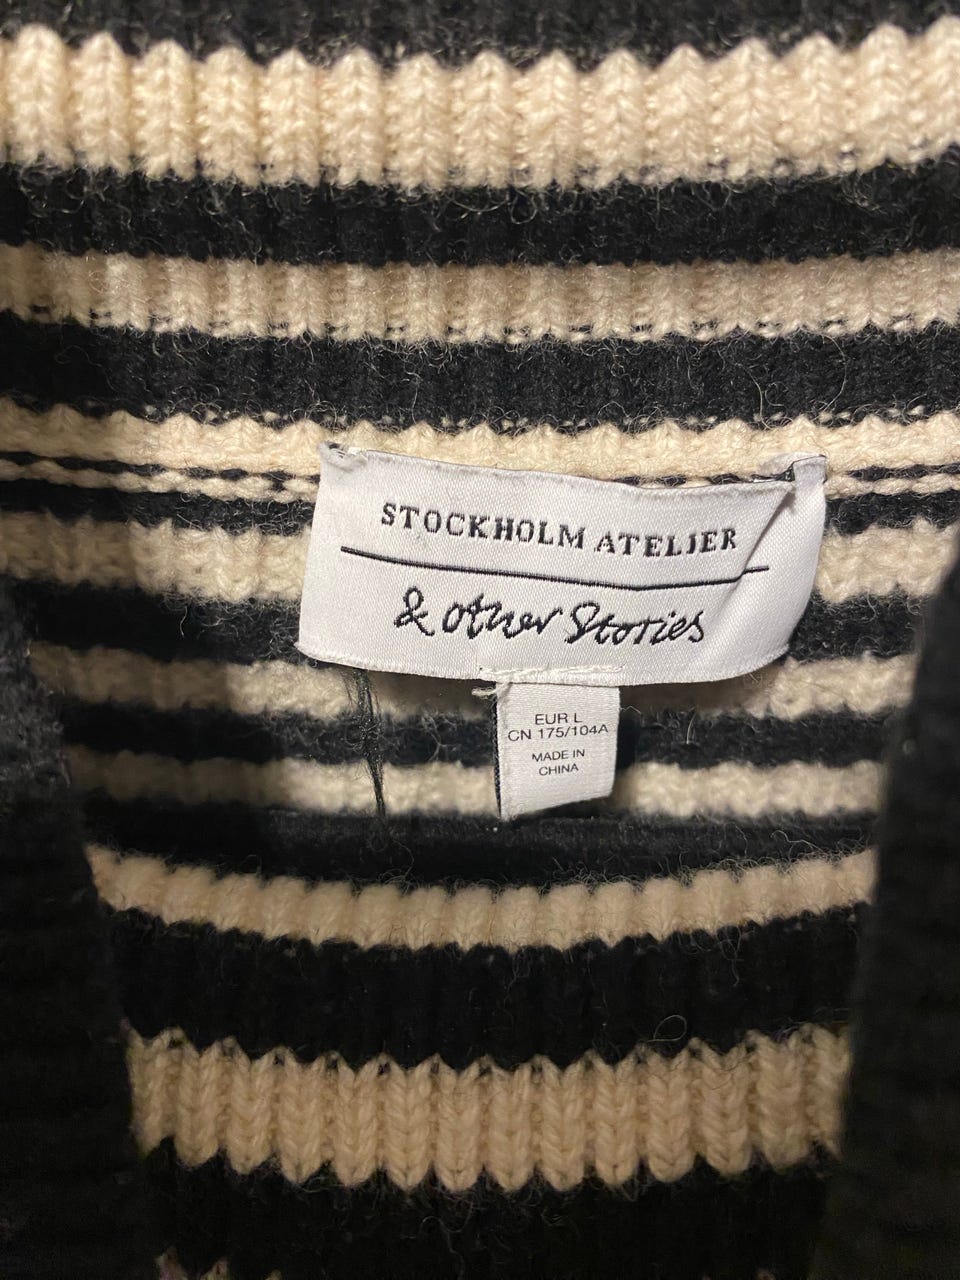 STOCKHOLM ATELIER
& other Stories
EUR L
CN 175/104A
MADE IN
CHINA